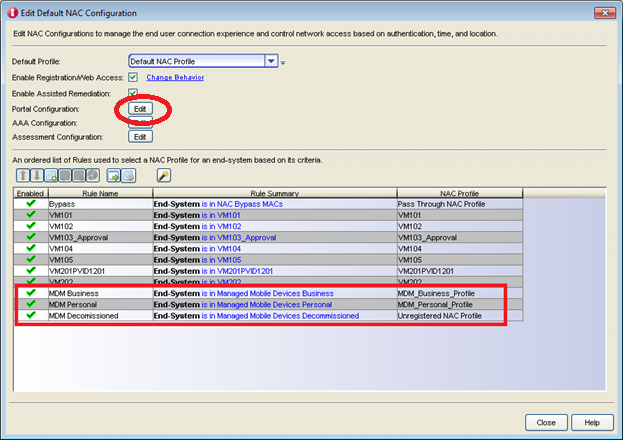 Edit Default NAC Configuration
Edit NAC Configurations to manage the end user connection experience and control network access based on authentication, time, and location.
Default Profile: Default NAC Profile
Enable Registration/Web Access: Change Behavior
Enable Assisted Remediation:
Portal Configuration: Edit
AAA Configuration: Edit
Assessment Configuration: Edit
An ordered list of Rules used to select a NAC Profile for an end-system based on its criteria.
Enabled Rule Name Rule Summary NAC Profile
Bypass End-System is in NAC Bypass MACs Pass Through NAC Profile
VM101 End-System is in VM101 VM101
VM102 End-System is in VM102 VM102
VM103_Approval End-System is in VM103_Approval VM103_Approval
VM104 End-System is in VM104 VM104
VM105 End-System is in VM105 VM105
VM201PVID1201 End-System is in VM201PVID1201 VM201PVID1201
VM202 End-System is in VM202 VM202
MDM Business End-System is in Managed Mobile Devices Business MDM_Business_Profile
MDM Personal End-System is in Managed Mobile Devices Personal MDM_Personal_Profile
MDM Decomissioned End-System is in Managed Mobile Devices Decommissioned Unregistered NAC Profile
Close Help